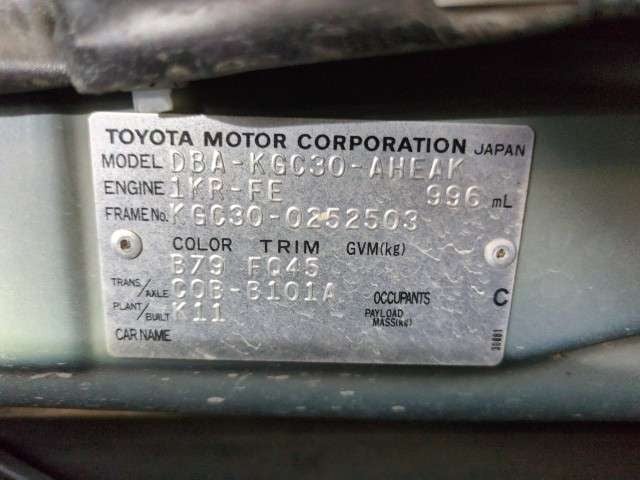 TOYOTA MOTOR CORPORATION JAPAN
MODEL DBA-KGC30-AHEAK
ENGINE 1KR-FE 996 mL
FRAME No. KGC30-0252503
COLOR TRIM GVM(kg)
B79 FQ45
TRANS./AXLE C0B-B101A OCCUPANTS C
PLANT/BUILT K11 PAYLOAD MASS(kg)
CAR NAME